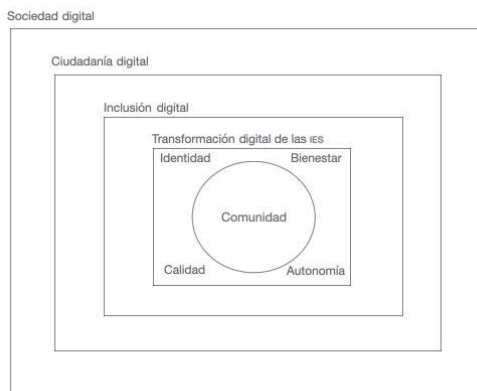 Sociedad digital
Ciudadanía digital
Inclusión digital
Transformación digital de las IES
Identidad Bienestar
Comunidad
Calidad Autonomía